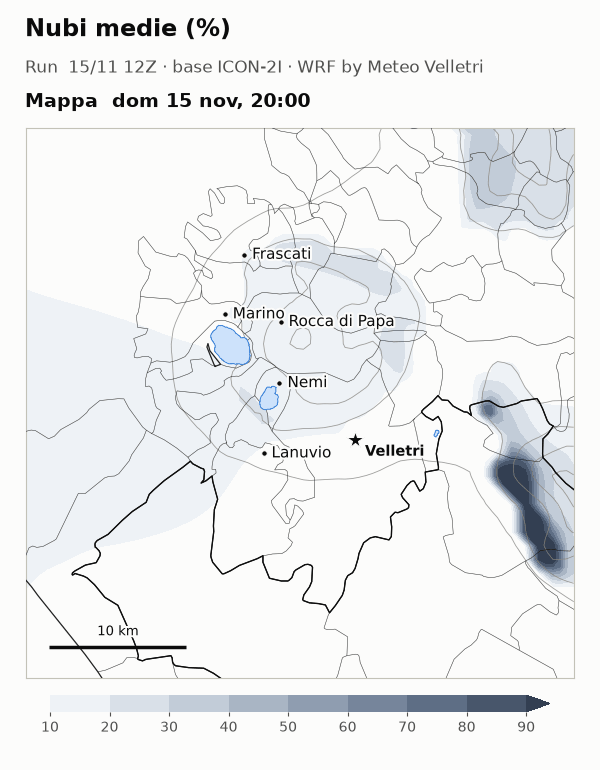 Nubi medie (%)
Run  15/11 12Z · base ICON-2I · WRF by Meteo Velletri
Mappa  dom 15 nov, 20:00
Frascati
Marino
Rocca di Papa
Nemi
Velletri
Lanuvio
10 km
10 20 30 40 50 60 70 80 90